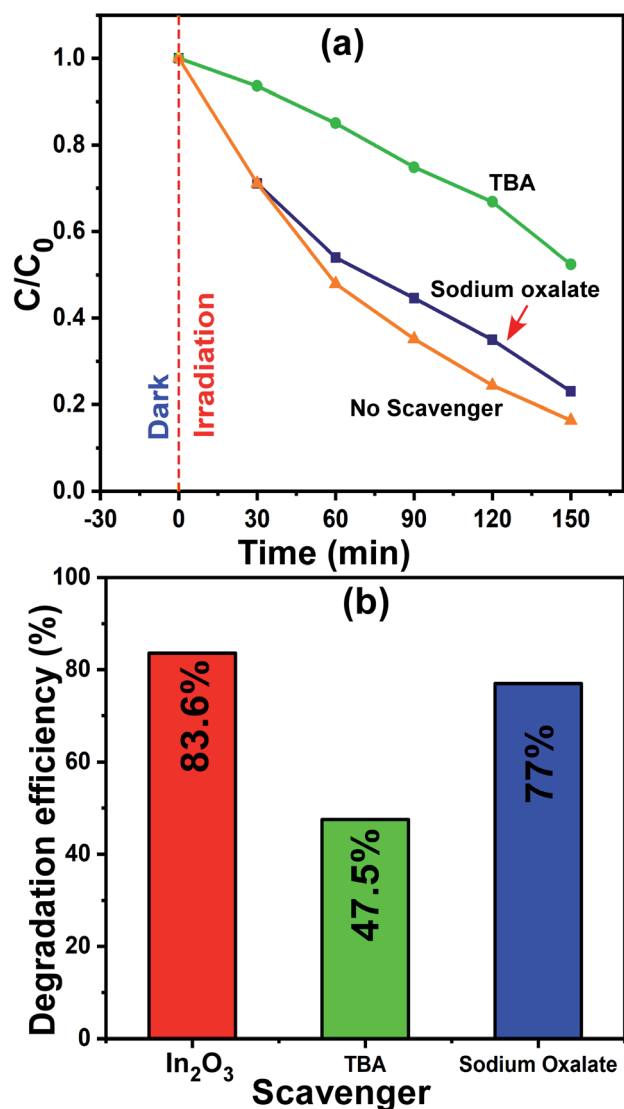 (a)
1.0
0.8
0.6
0.4
0.2
0.0
C/C₀
TBA
Sodium oxalate
No Scavenger
Dark
Irradiation
-30 0 30 60 90 120 150
Time (min)
(b)
100
80
60
40
20
0
Degradation efficiency (%)
83.6%
47.5%
77%
In₂O₃ TBA Sodium Oxalate
Scavenger